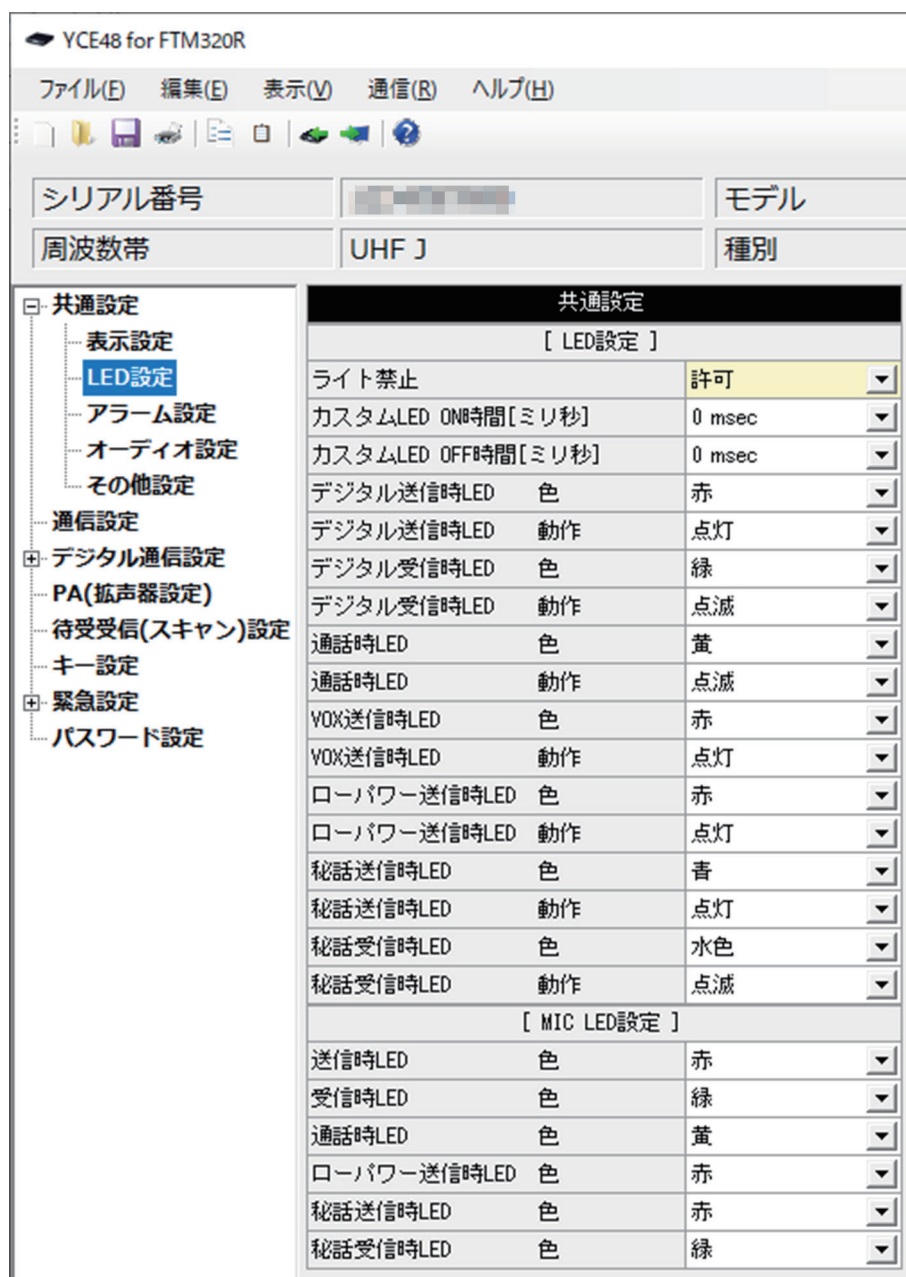 YCE48 for FTM320R
ファイル(F) 編集(E) 表示(V) 通信(R) ヘルプ(H)
シリアル番号 モデル
周波数帯 UHF J 種別
共通設定
表示設定
LED設定
アラーム設定
オーディオ設定
その他設定
通信設定
デジタル通信設定
PA(拡声器設定)
待受受信(スキャン)設定
キー設定
緊急設定
パスワード設定
共通設定
[ LED設定 ]
ライト禁止 許可
カスタムLED ON時間[ミリ秒] 0 msec
カスタムLED OFF時間[ミリ秒] 0 msec
デジタル送信時LED 色 赤
デジタル送信時LED 動作 点灯
デジタル受信時LED 色 緑
デジタル受信時LED 動作 点滅
通話時LED 色 黄
通話時LED 動作 点滅
VOX送信時LED 色 赤
VOX送信時LED 動作 点灯
ローパワー送信時LED 色 赤
ローパワー送信時LED 動作 点灯
秘話送信時LED 色 青
秘話送信時LED 動作 点灯
秘話受信時LED 色 水色
秘話受信時LED 動作 点滅
[ MIC LED設定 ]
送信時LED 色 赤
受信時LED 色 緑
通話時LED 色 黄
ローパワー送信時LED 色 赤
秘話送信時LED 色 赤
秘話受信時LED 色 緑